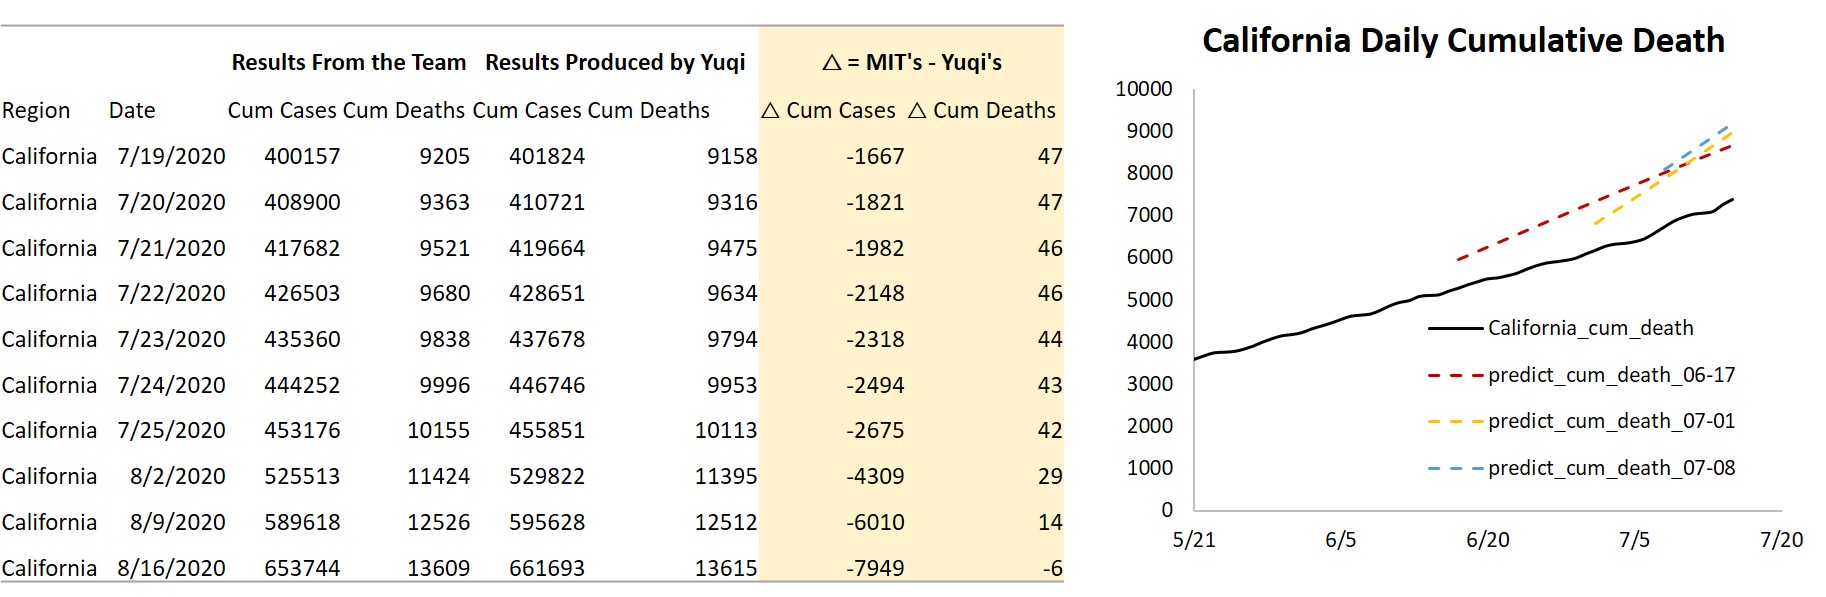 Results From the Team Results Produced by Yuqi △ = MIT's - Yuqi's
Region Date Cum Cases Cum Deaths Cum Cases Cum Deaths △ Cum Cases △ Cum Deaths
California 7/19/2020 400157 9205 401824 9158 -1667 47
California 7/20/2020 408900 9363 410721 9316 -1821 47
California 7/21/2020 417682 9521 419664 9475 -1982 46
California 7/22/2020 426503 9680 428651 9634 -2148 46
California 7/23/2020 435360 9838 437678 9794 -2318 44
California 7/24/2020 444252 9996 446746 9953 -2494 43
California 7/25/2020 453176 10155 455851 10113 -2675 42
California 8/2/2020 525513 11424 529822 11395 -4309 29
California 8/9/2020 589618 12526 595628 12512 -6010 14
California 8/16/2020 653744 13609 661693 13615 -7949 -6
California Daily Cumulative Death
10000
9000
8000
7000
6000
5000
4000
3000
2000
1000
0
5/21 6/5 6/20 7/5 7/20
California_cum_death
predict_cum_death_06-17
predict_cum_death_07-01
predict_cum_death_07-08